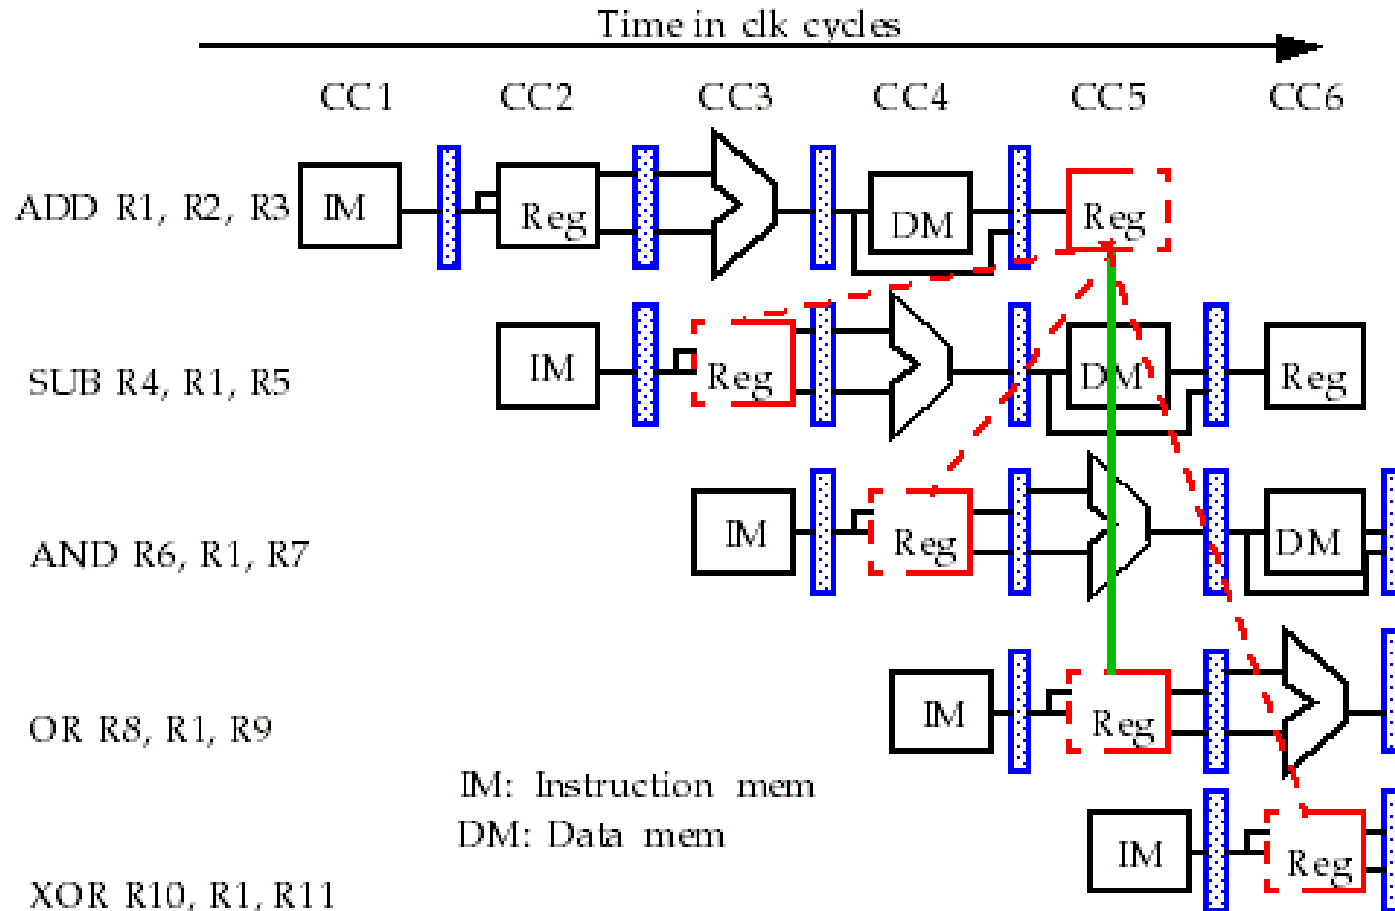 Time in clk cycles
CC1 CC2 CC3 CC4 CC5 CC6
ADD R1, R2, R3 IM Reg DM Reg
SUB R4, R1, R5 IM Reg DM Reg
AND R6, R1, R7 IM Reg DM
OR R8, R1, R9 IM Reg
IM: Instruction mem
DM: Data mem
IM Reg
XOR R10, R1, R11